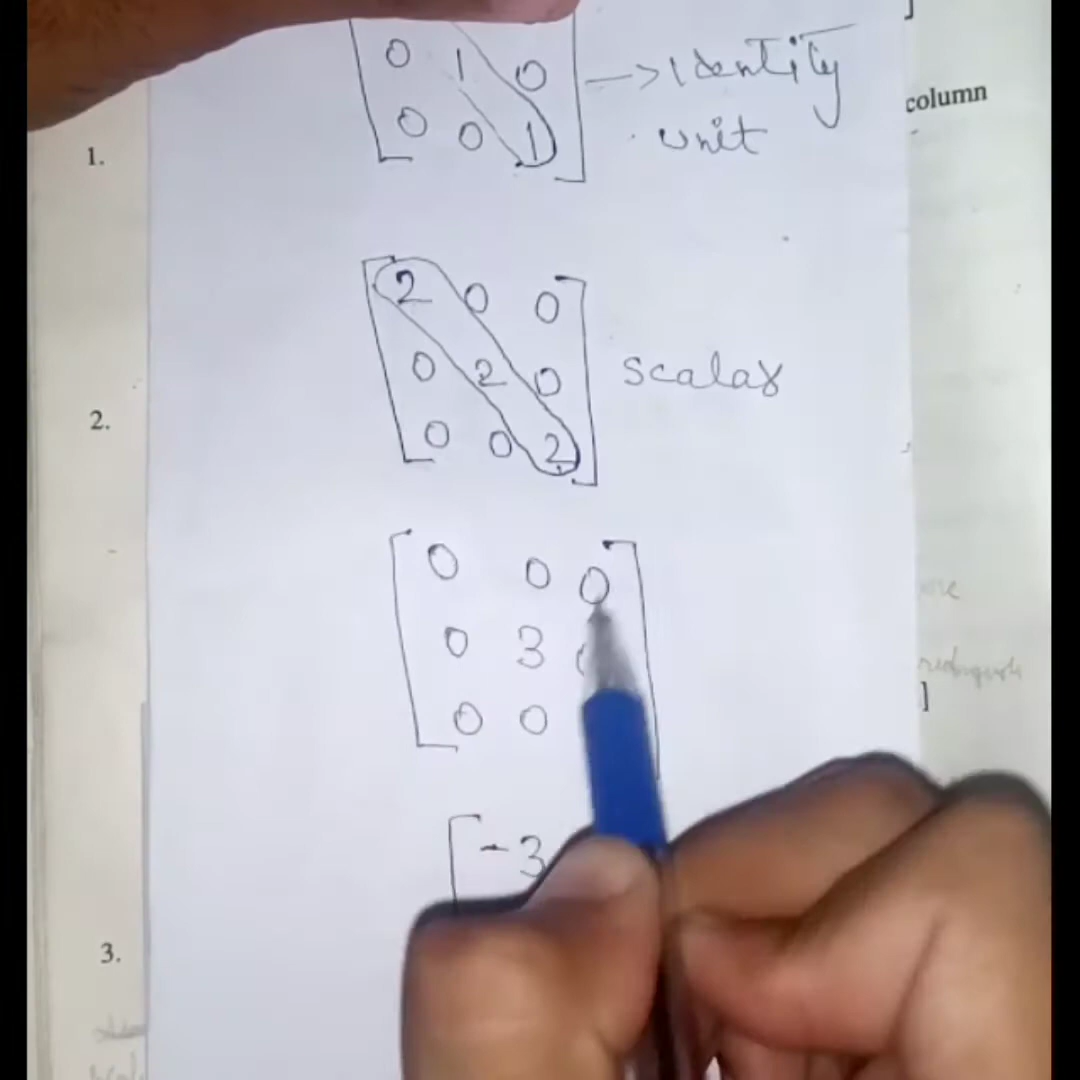 ]
0 1 0 → Identity
column
0 0 1 unit
1.
2 0 0
0 2 0 scalar
2.
0 0 2
0 0 0
0 3
0 0
]
-3
3.